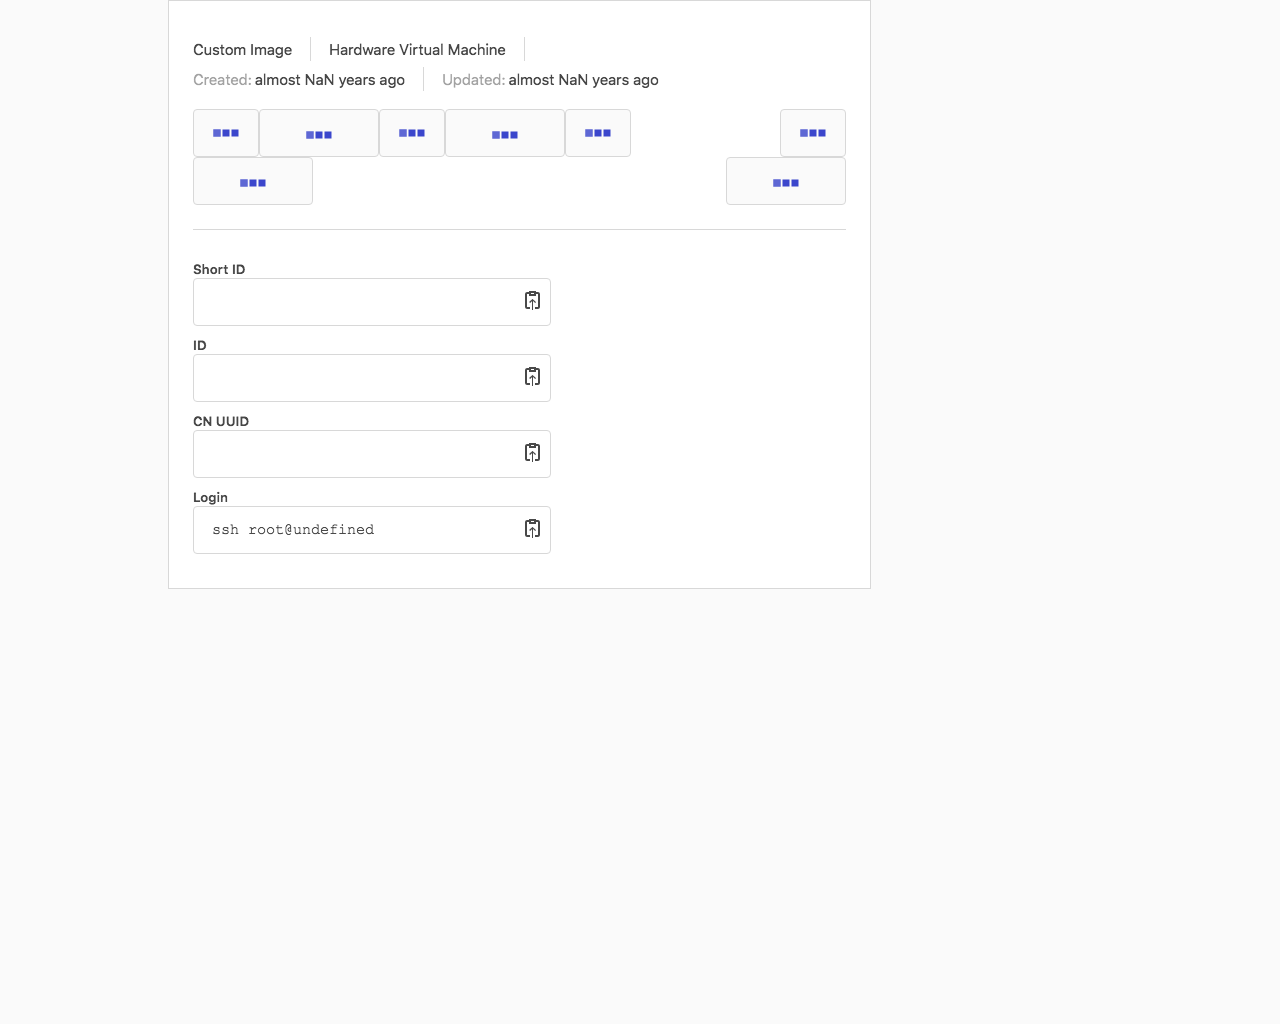 Custom Image Hardware Virtual Machine
Created: almost NaN years ago Updated: almost NaN years ago
Short ID
ID
CN UUID
Login
ssh root@undefined